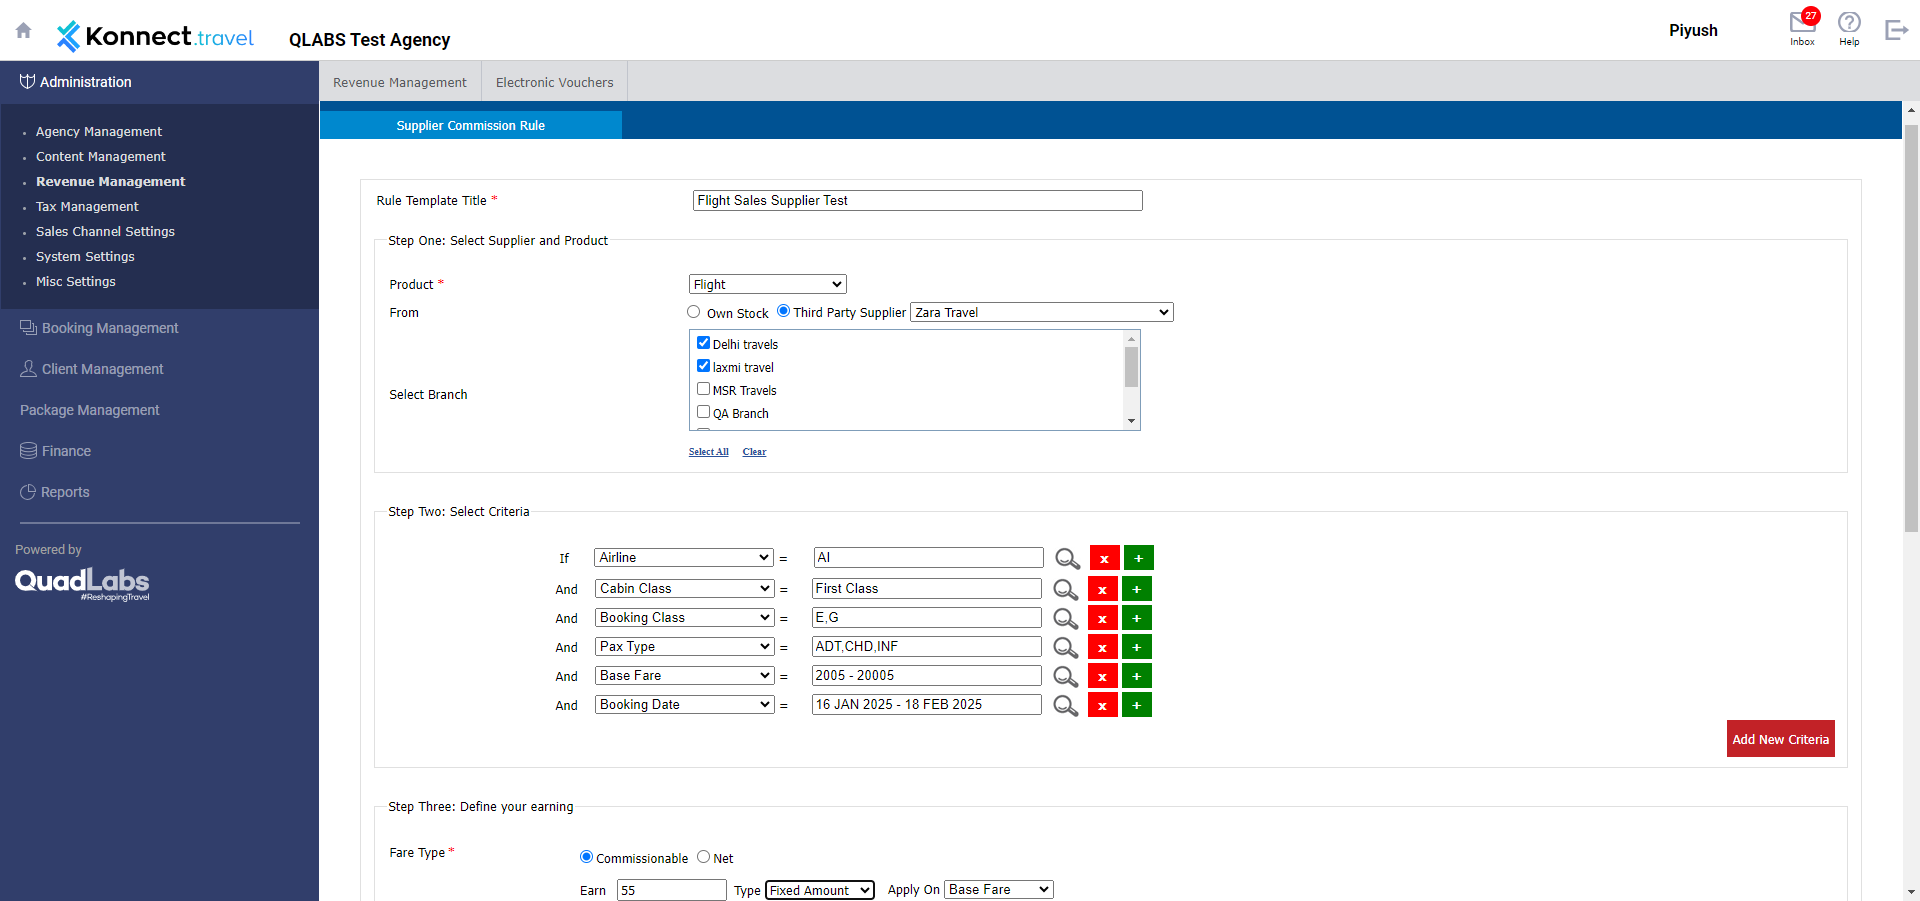 Konnect.travel
QLABS Test Agency
Piyush
27
Inbox
Help
Administration
Agency Management
Content Management
Revenue Management
Tax Management
Sales Channel Settings
System Settings
Misc Settings
Booking Management
Client Management
Package Management
Finance
Reports
Powered by
QuadLabs
#ReshapingTravel
Revenue Management
Electronic Vouchers
Supplier Commission Rule
Rule Template Title *
Flight Sales Supplier Test
Step One: Select Supplier and Product
Product *
Flight
From
Own Stock
Third Party Supplier
Zara Travel
Select Branch
Delhi travels
laxmi travel
MSR Travels
QA Branch
Select All
Clear
Step Two: Select Criteria
If Airline = AI x +
And Cabin Class = First Class x +
And Booking Class = E,G x +
And Pax Type = ADT,CHD,INF x +
And Base Fare = 2005 - 20005 x +
And Booking Date = 16 JAN 2025 - 18 FEB 2025 x +
Add New Criteria
Step Three: Define your earning
Fare Type *
Commissionable
Net
Earn 55 Type Fixed Amount Apply On Base Fare